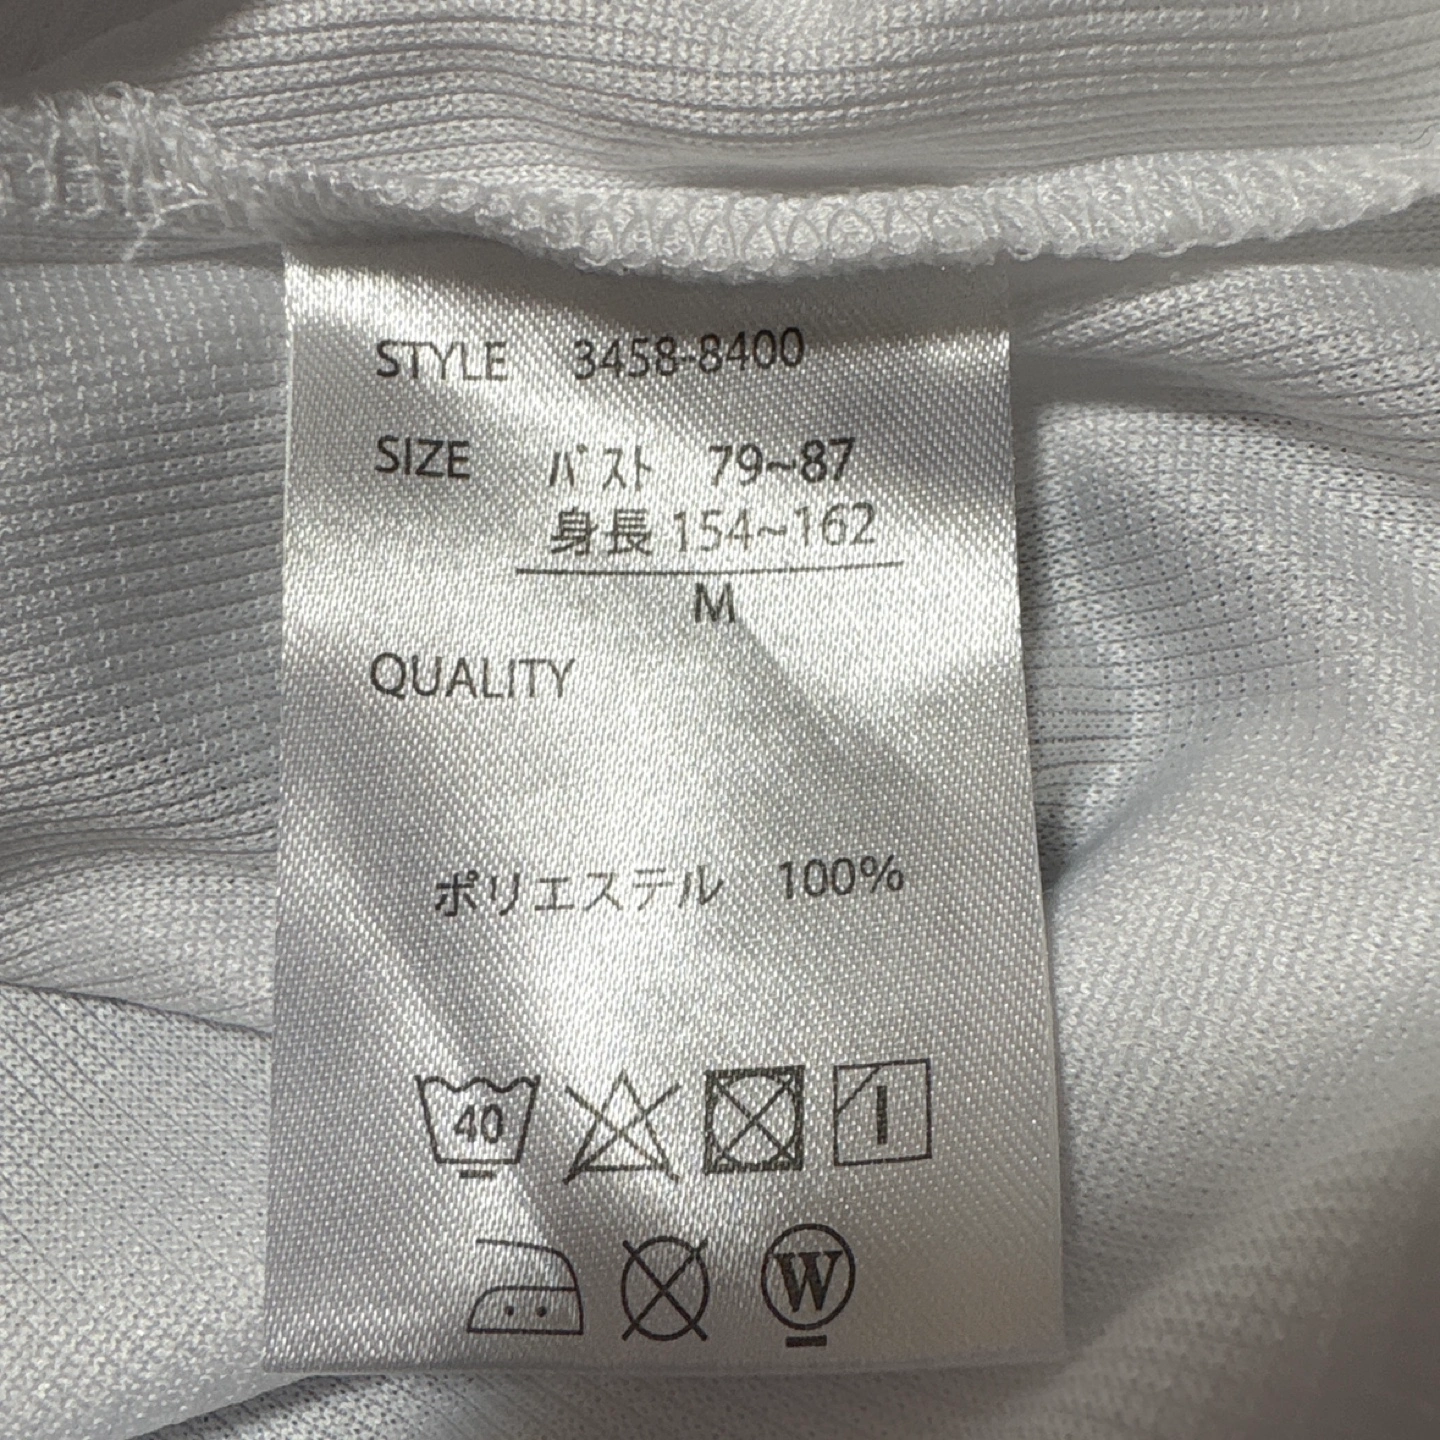 STYLE 3458-8400
SIZE バスト 79~87
身長 154~162
M
QUALITY
ポリエステル 100%
40
W